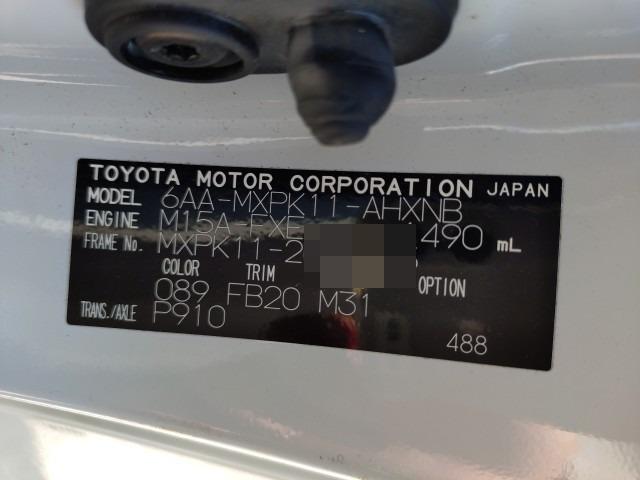 TOYOTA MOTOR CORPORATION JAPAN
MODEL 6AA-MXPK11-AHXNB
ENGINE M15A-FXE 490 mL
FRAME No. MXPK11-2
COLOR TRIM OPTION
089 FB20 M31
TRANS./AXLE P910
488